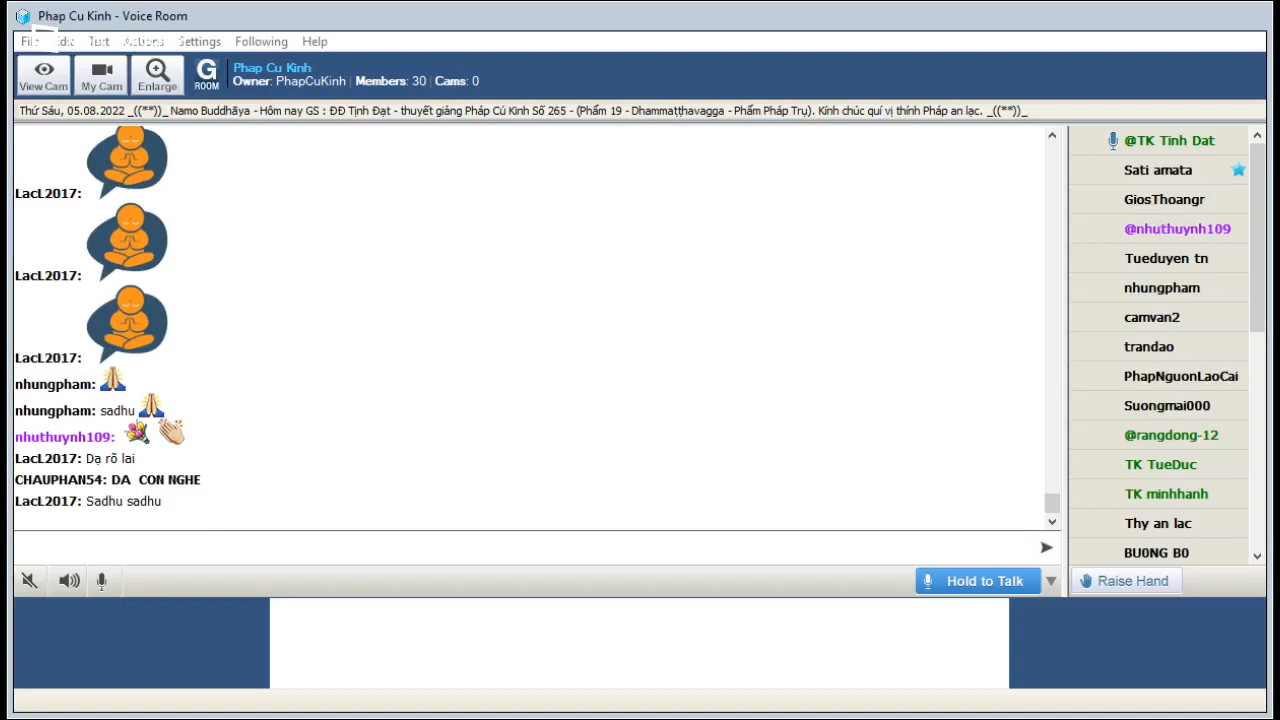 Phap Cu Kinh - Voice Room
Text Actions Settings Following Help
View Cam
My Cam
Enlarge
G
ROOM
Phap Cu Kinh
Owner: PhapCuKinh | Members: 30 | Cams: 0
Thứ Sáu, 05.08.2022 _((**))_ Namo Buddhāya - Hôm nay GS : ĐĐ Tịnh Đạt - thuyết giảng Pháp Cú Kinh Số 265 - (Phẩm 19 - Dhammaṭṭhavagga - Phẩm Pháp Trụ). Kính chúc quí vị thính Pháp an lạc. _((**))_
LacL2017:
LacL2017:
LacL2017:
nhungpham:
nhungpham: sadhu
nhuthuynh109:
LacL2017: Dạ rõ lai
CHAUPHAN54: DA CON NGHE
LacL2017: Sadhu sadhu
Hold to Talk
@TK Tinh Dat
Sati amata
GiosThoangr
@nhuthuynh109
Tueduyen tn
nhungpham
camvan2
trandao
PhapNguonLaoCai
Suongmai000
@rangdong-12
TK TueDuc
TK minhhanh
Thy an lac
BU0NG B0
Raise Hand